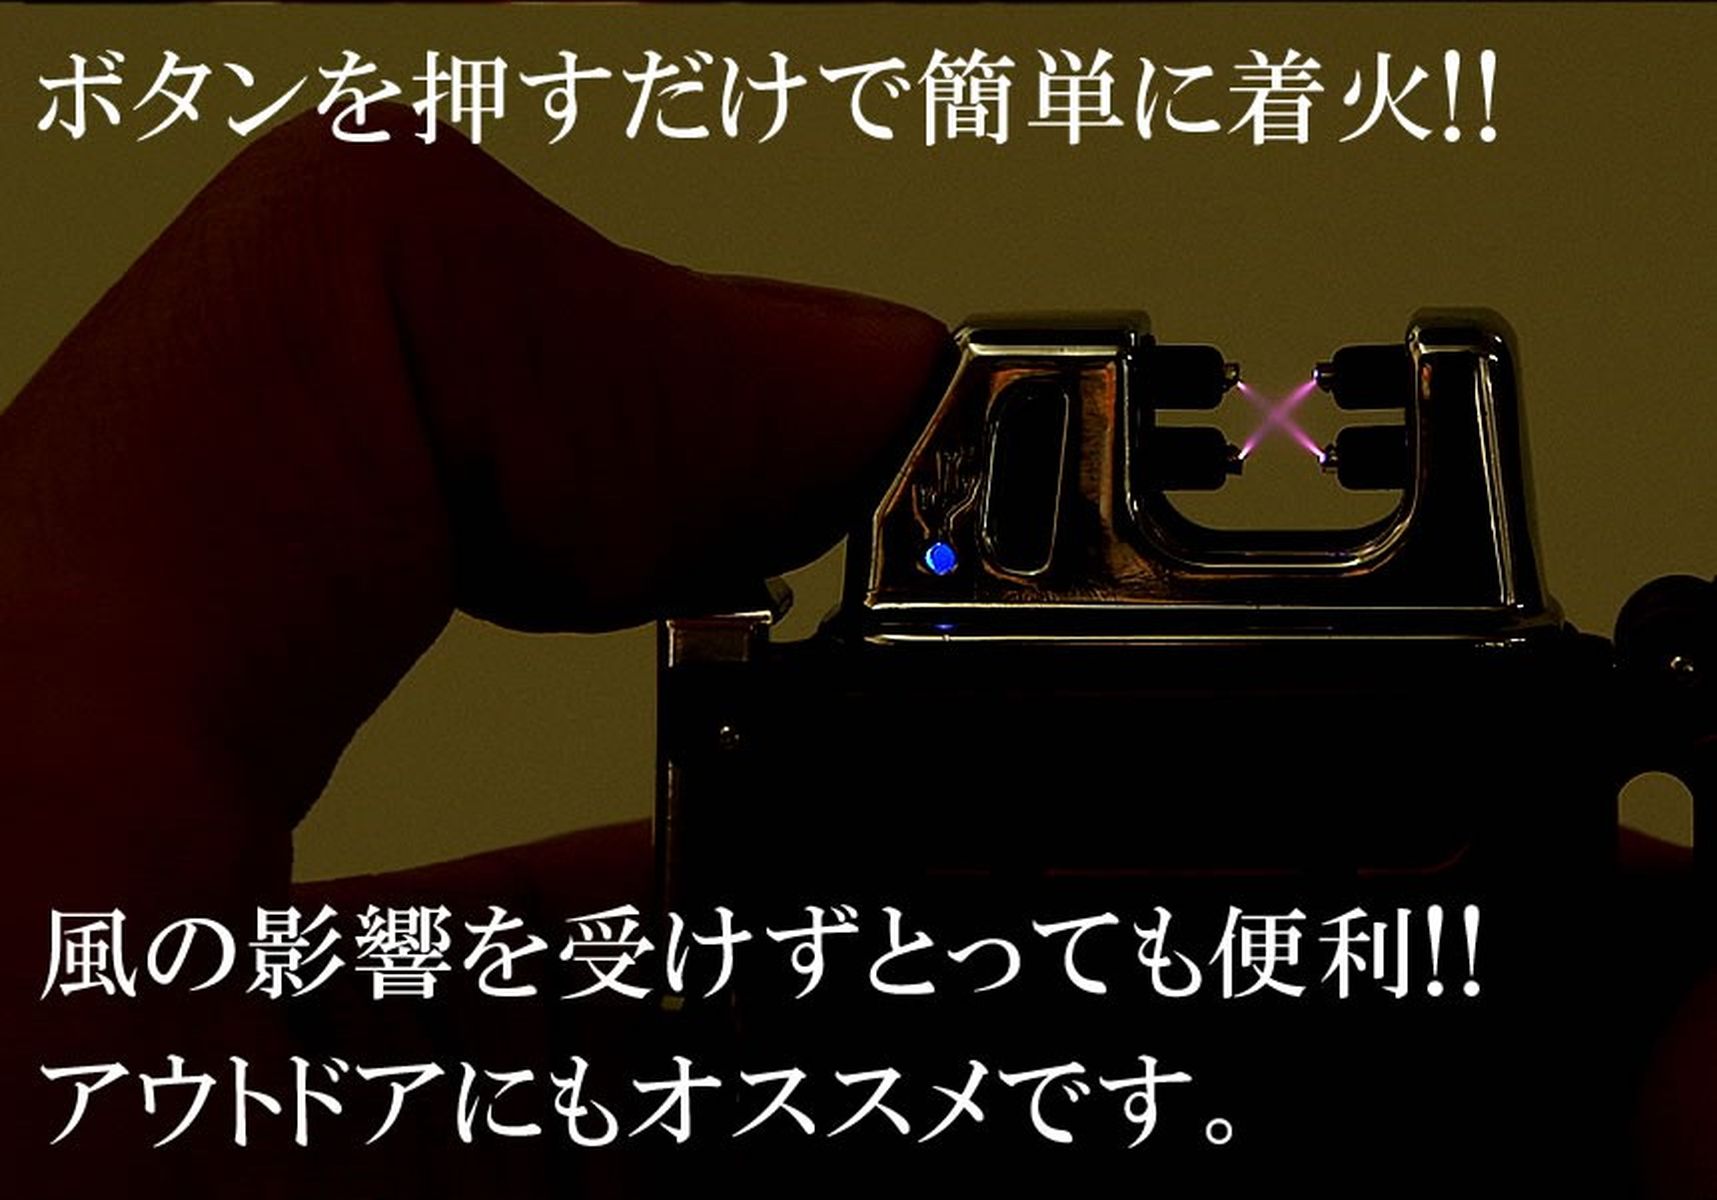 ボタンを押すだけで簡単に着火!!
風の影響を受けずとっても便利!!
アウトドアにもオススメです。